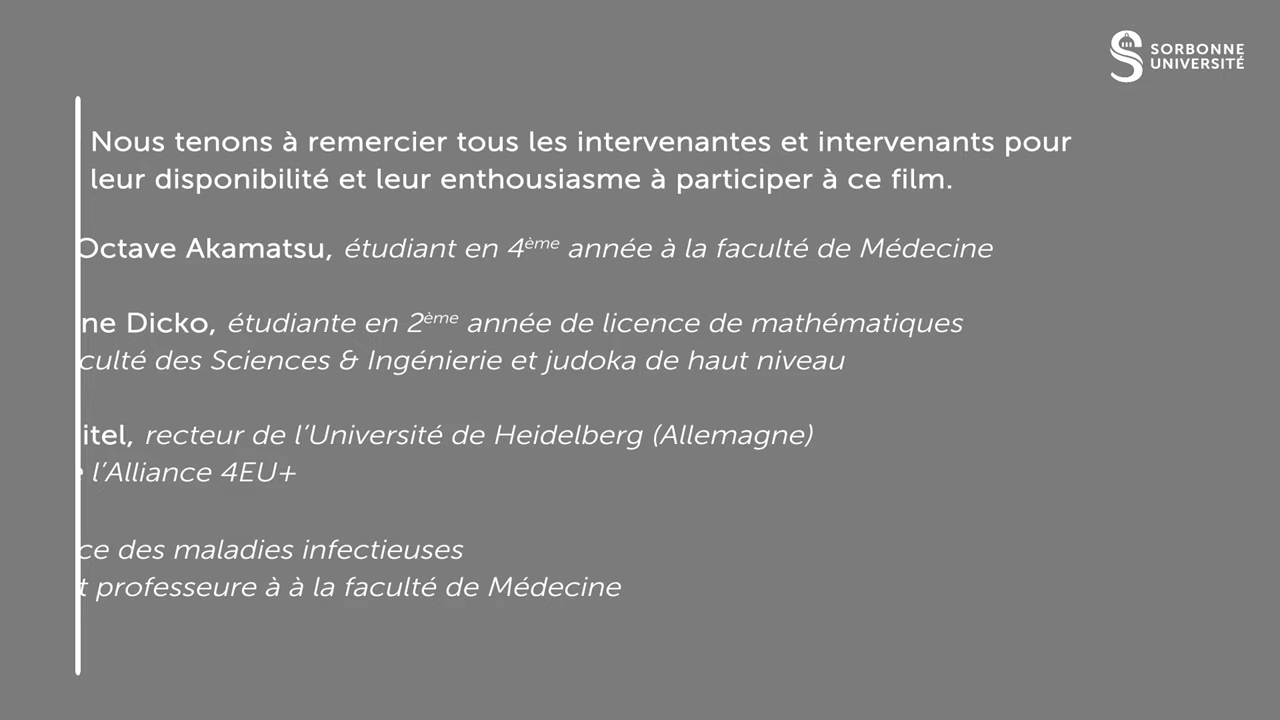 SORBONNE
UNIVERSITÉ
Nous tenons à remercier tous les intervenantes et intervenants pour
leur disponibilité et leur enthousiasme à participer à ce film.
Octave Akamatsu, étudiant en 4ème année à la faculté de Médecine
ne Dicko, étudiante en 2ème année de licence de mathématiques
culté des Sciences & Ingénierie et judoka de haut niveau
itel, recteur de l’Université de Heidelberg (Allemagne)
l’Alliance 4EU+
ce des maladies infectieuses
t professeure à à la faculté de Médecine